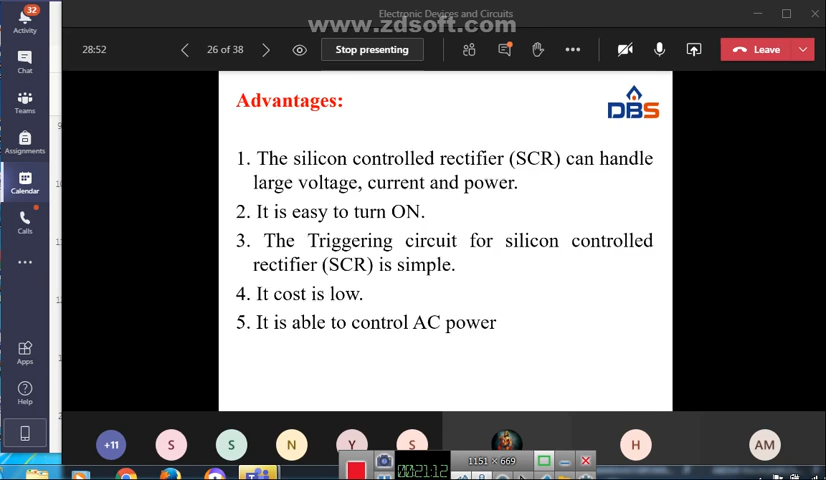 Electronic Devices and Circuits
www.zdsoft.com
32
Activity
28:52
26 of 38
Stop presenting
Leave
Chat
Teams
Assignments
Calendar
Calls
Apps
Help
Advantages:
DBS
1. The silicon controlled rectifier (SCR) can handle
large voltage, current and power.
2. It is easy to turn ON.
3. The Triggering circuit for silicon controlled
rectifier (SCR) is simple.
4. It cost is low.
5. It is able to control AC power
+11
S
S
N
Y
S
H
AM
00:21:12
1151 × 669